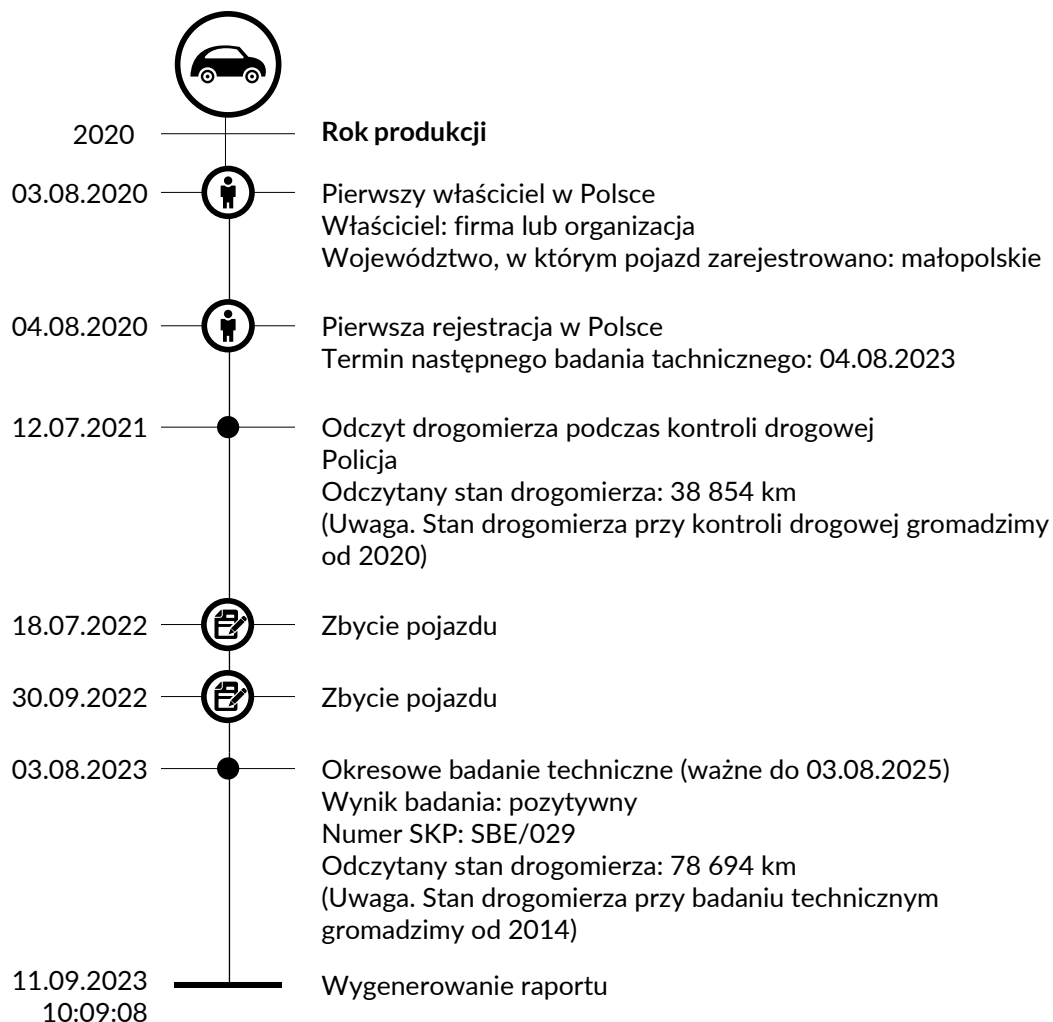 2020 Rok produkcji
03.08.2020 Pierwszy właściciel w Polsce
Właściciel: firma lub organizacja
Województwo, w którym pojazd zarejestrowano: małopolskie
04.08.2020 Pierwsza rejestracja w Polsce
Termin następnego badania tachnicznego: 04.08.2023
12.07.2021 Odczyt drogomierza podczas kontroli drogowej
Policja
Odczytany stan drogomierza: 38 854 km
(Uwaga. Stan drogomierza przy kontroli drogowej gromadzimy
od 2020)
18.07.2022 Zbycie pojazdu
30.09.2022 Zbycie pojazdu
03.08.2023 Okresowe badanie techniczne (ważne do 03.08.2025)
Wynik badania: pozytywny
Numer SKP: SBE/029
Odczytany stan drogomierza: 78 694 km
(Uwaga. Stan drogomierza przy badaniu technicznym
gromadzimy od 2014)
11.09.2023 Wygenerowanie raportu
10:09:08